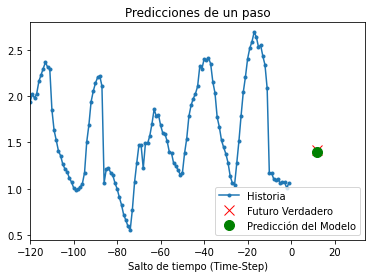 Predicciones de un paso
2.5
2.0
1.5
1.0
0.5
−120 −100 −80 −60 −40 −20 0 20
Salto de tiempo (Time-Step)
Historia
Futuro Verdadero
Predicción del Modelo